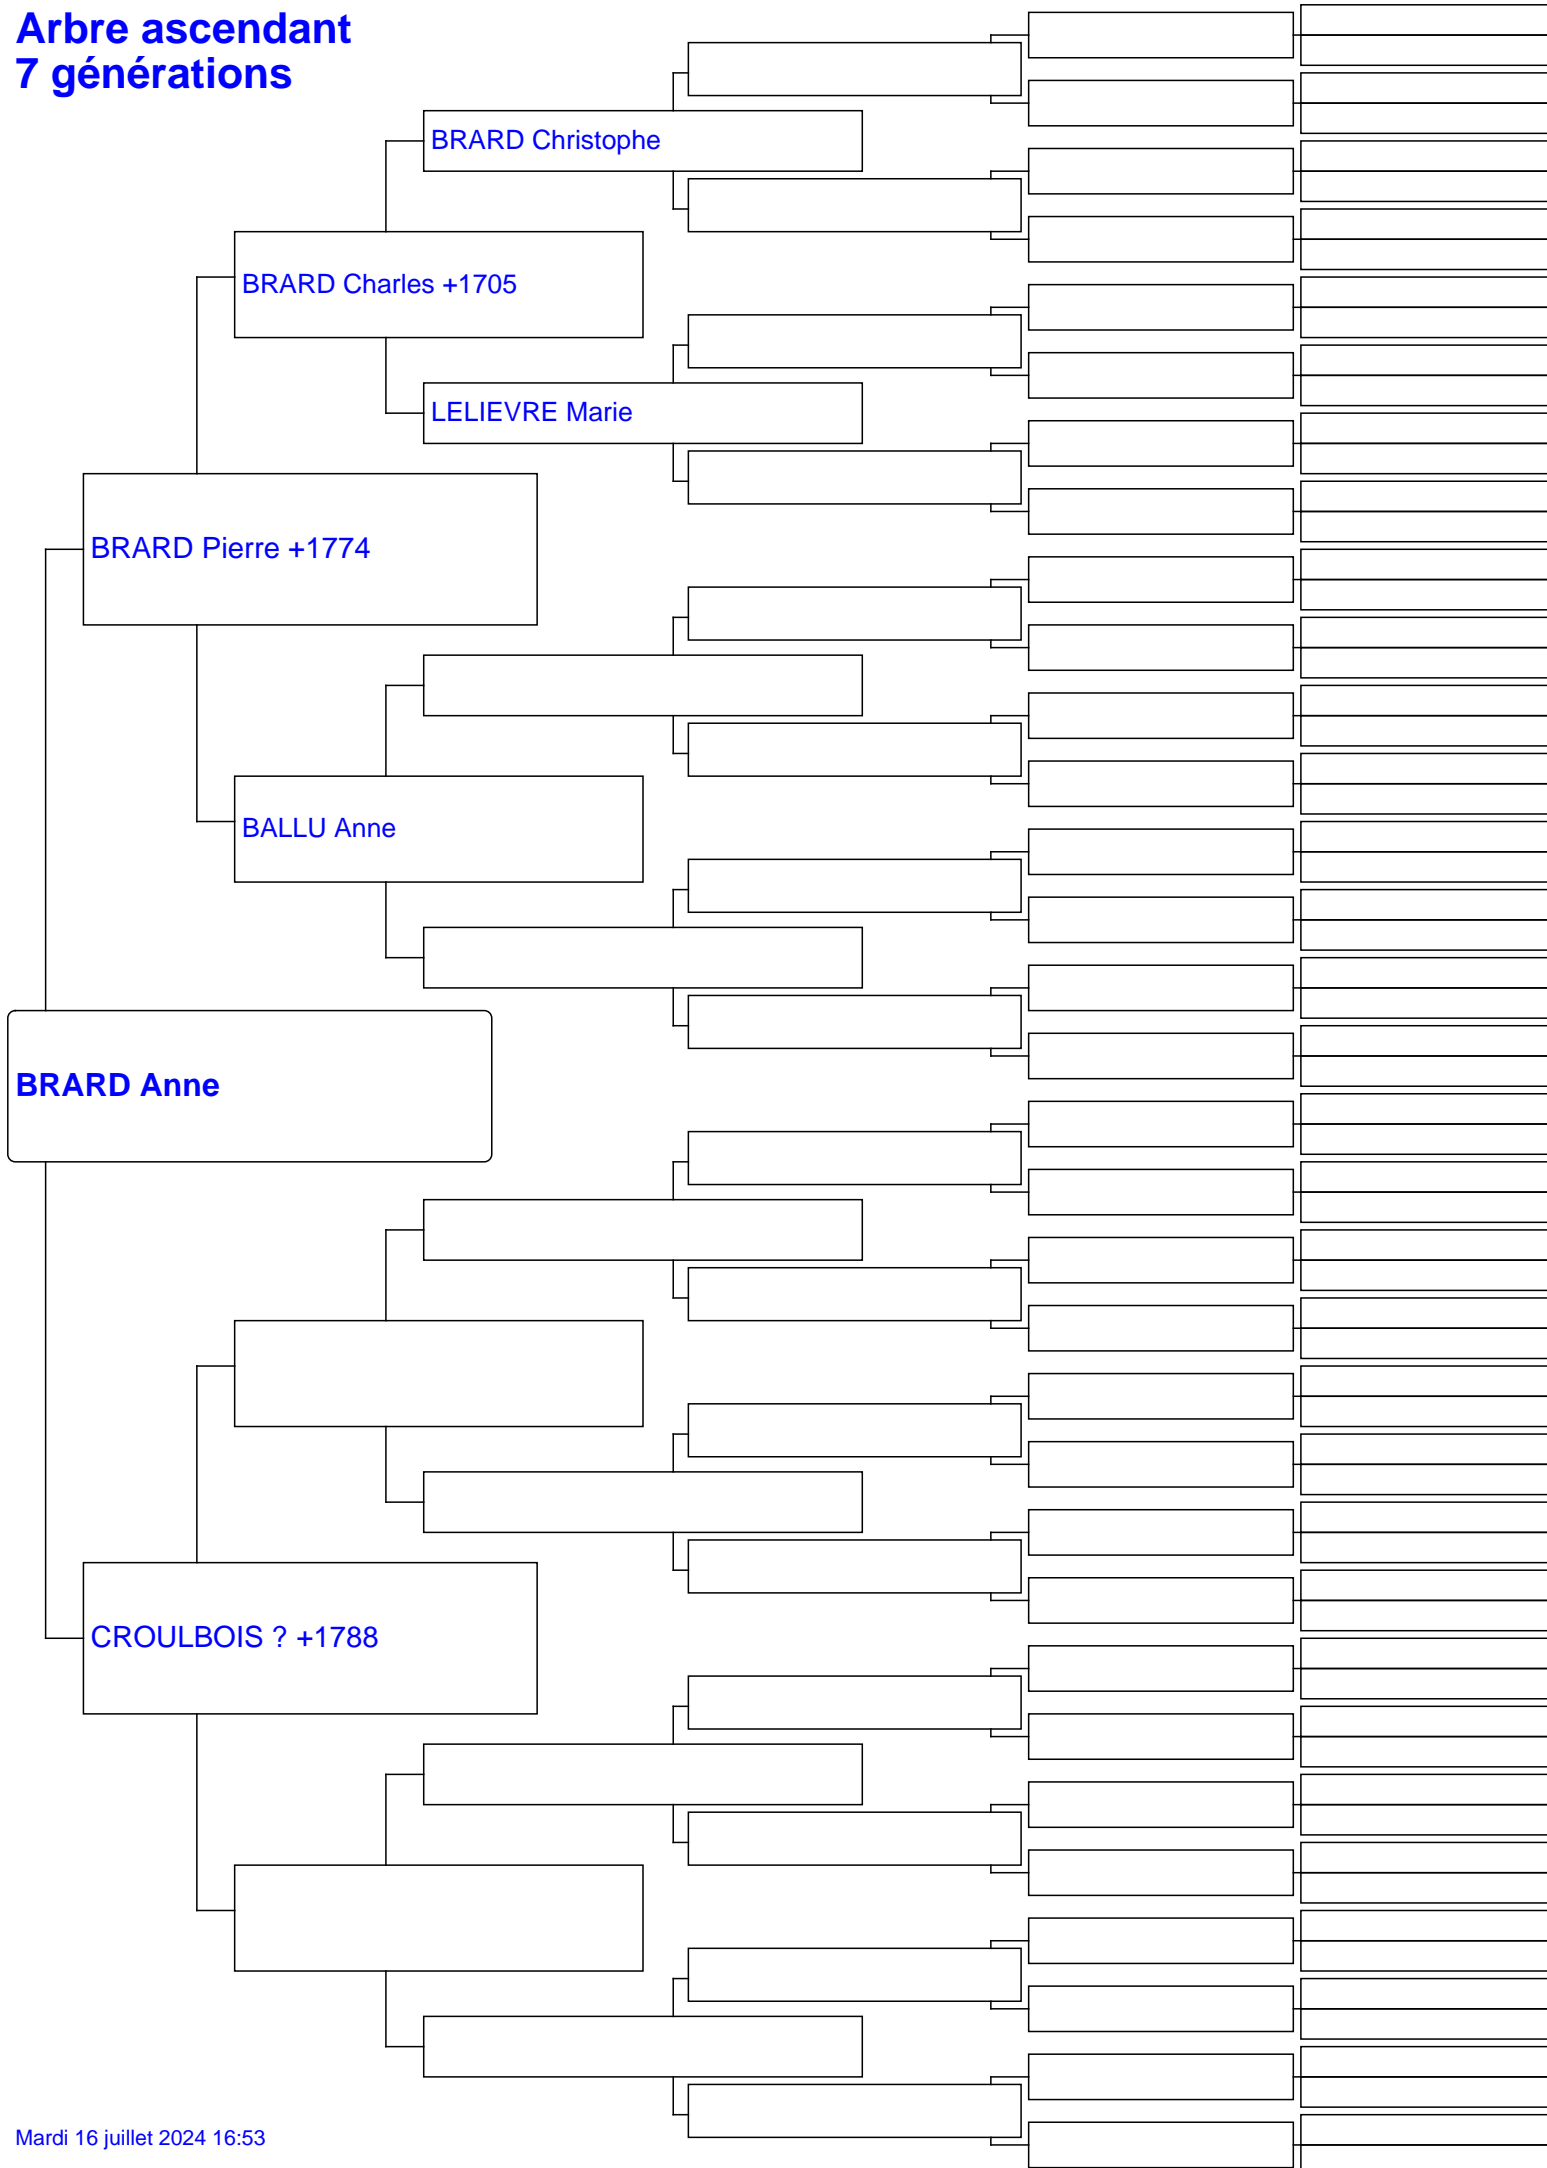 Arbre ascendant
7 générations
BRARD Christophe
BRARD Charles +1705
LELIEVRE Marie
BRARD Pierre +1774
BALLU Anne
BRARD Anne
CROULBOIS ? +1788
Mardi 16 juillet 2024 16:53